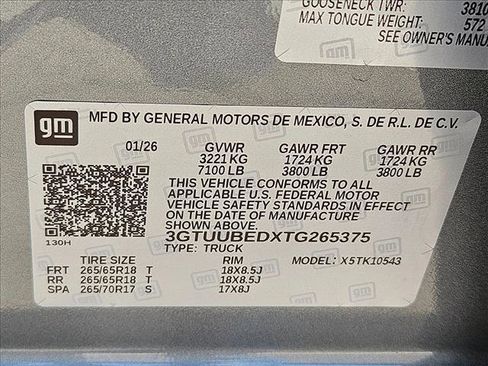 GOOSENECK TWR: 3810
MAX TONGUE WEIGHT: 572
SEE OWNER'S MANU
gm MFD BY GENERAL MOTORS DE MEXICO, S. DE R.L. DE C.V.
01/26 GVWR GAWR FRT GAWR RR
3221 KG 1724 KG 1724 KG
7100 LB 3800 LB 3800 LB
THIS VEHICLE CONFORMS TO ALL
APPLICABLE U.S. FEDERAL MOTOR
VEHICLE SAFETY STANDARDS IN
EFFECT ON THE DATE OF MANUFACTURE
SHOWN ABOVE.
3GTUUBEDXTG265375
130H TYPE: TRUCK
TIRE SIZE RIM MODEL: X5TK10543
FRT 265/65R18 T 18X8.5J
RR 265/65R18 T 18X8.5J
SPA 265/70R17 S 17X8J